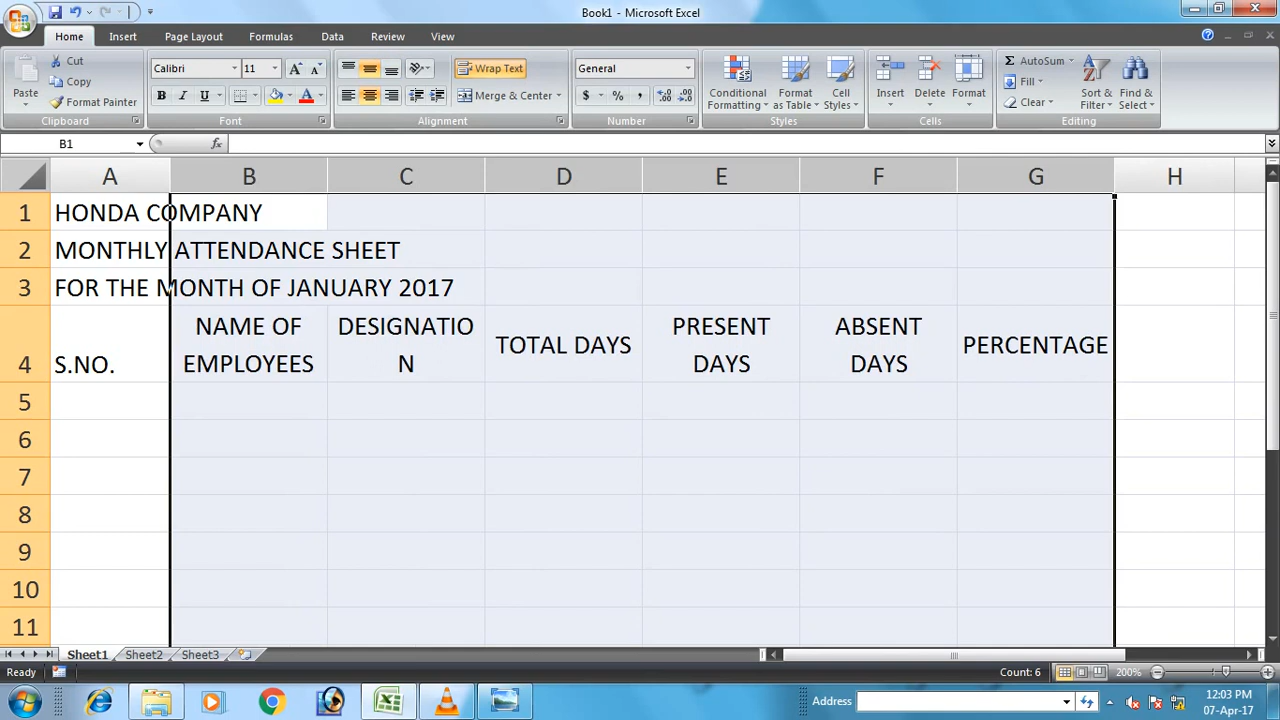 Book1 - Microsoft Excel
Home Insert Page Layout Formulas Data Review View
Paste Cut Copy Format Painter Clipboard
Calibri 11 A A B I U A Font
Wrap Text Merge & Center Alignment
General $ % , Number
Conditional Formatting Format as Table Cell Styles Styles
Insert Delete Format Cells
Σ AutoSum Fill Clear Sort & Filter Find & Select Editing
B1 fx
A B C D E F G H
1 HONDA COMPANY
2 MONTHLY ATTENDANCE SHEET
3 FOR THE MONTH OF JANUARY 2017
NAME OF DESIGNATIO PRESENT ABSENT
TOTAL DAYS PERCENTAGE
4 S.NO. EMPLOYEES N DAYS DAYS
5
6
7
8
9
10
11
Sheet1 Sheet2 Sheet3
Ready Count: 6 200%
Address 12:03 PM
07-Apr-17